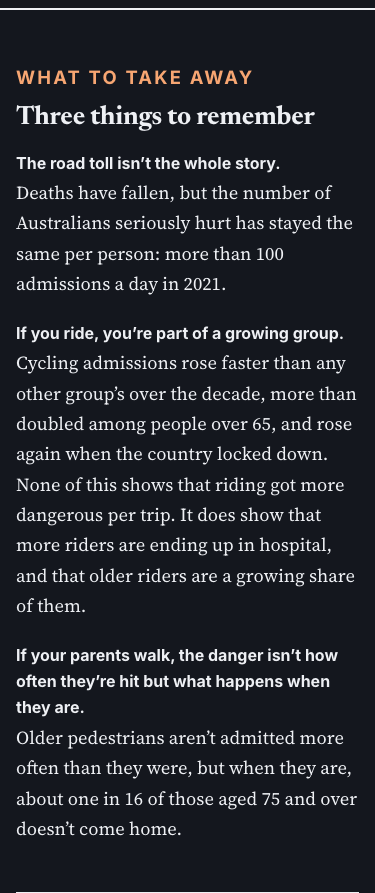 WHAT TO TAKE AWAY
Three things to remember
The road toll isn’t the whole story.
Deaths have fallen, but the number of
Australians seriously hurt has stayed the
same per person: more than 100
admissions a day in 2021.
If you ride, you’re part of a growing group.
Cycling admissions rose faster than any
other group’s over the decade, more than
doubled among people over 65, and rose
again when the country locked down.
None of this shows that riding got more
dangerous per trip. It does show that
more riders are ending up in hospital,
and that older riders are a growing share
of them.
If your parents walk, the danger isn’t how
often they’re hit but what happens when
they are.
Older pedestrians aren’t admitted more
often than they were, but when they are,
about one in 16 of those aged 75 and over
doesn’t come home.